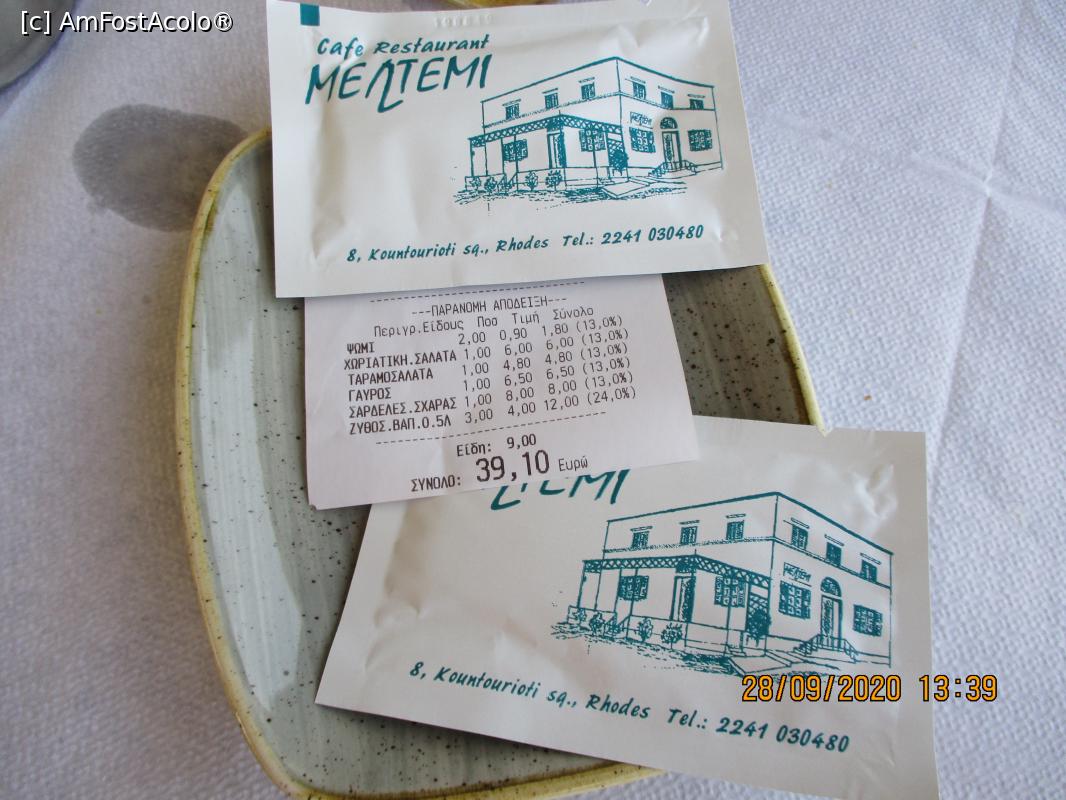 [c] AmFostAcolo®
Cafe Restaurant
ΜΕΛΤΕΜΙ
ΜΕΛΤΕΜΙ
8, Kountourioti sq., Rhodes Tel.: 2241 030480
---ΠΑΡΑΝΟΜΗ ΑΠΟΔΕΙΞΗ---
Περιγρ.Είδους Ποσ Τιμή Σύνολο
ΨΩΜΙ 2,00 0,90 1,80 (13,0%)
ΧΩΡΙΑΤΙΚΗ.ΣΑΛΑΤΑ 1,00 6,00 6,00 (13,0%)
ΤΑΡΑΜΟΣΑΛΑΤΑ 1,00 4,80 4,80 (13,0%)
ΓΑΥΡΟΣ 1,00 6,50 6,50 (13,0%)
ΣΑΡΔΕΛΕΣ.ΣΧΑΡΑΣ 1,00 8,00 8,00 (13,0%)
ΖΥΘΟΣ.ΒΑΠ.0.5Λ 3,00 4,00 12,00 (24,0%)
Είδη: 9,00
ΣΥΝΟΛΟ: 39,10 Ευρώ
ΛΤΕΜΙ
ΜΕΛΤΕΜΙ
8, Kountourioti sq., Rhodes Tel.: 2241 030480
28/09/2020 13:39